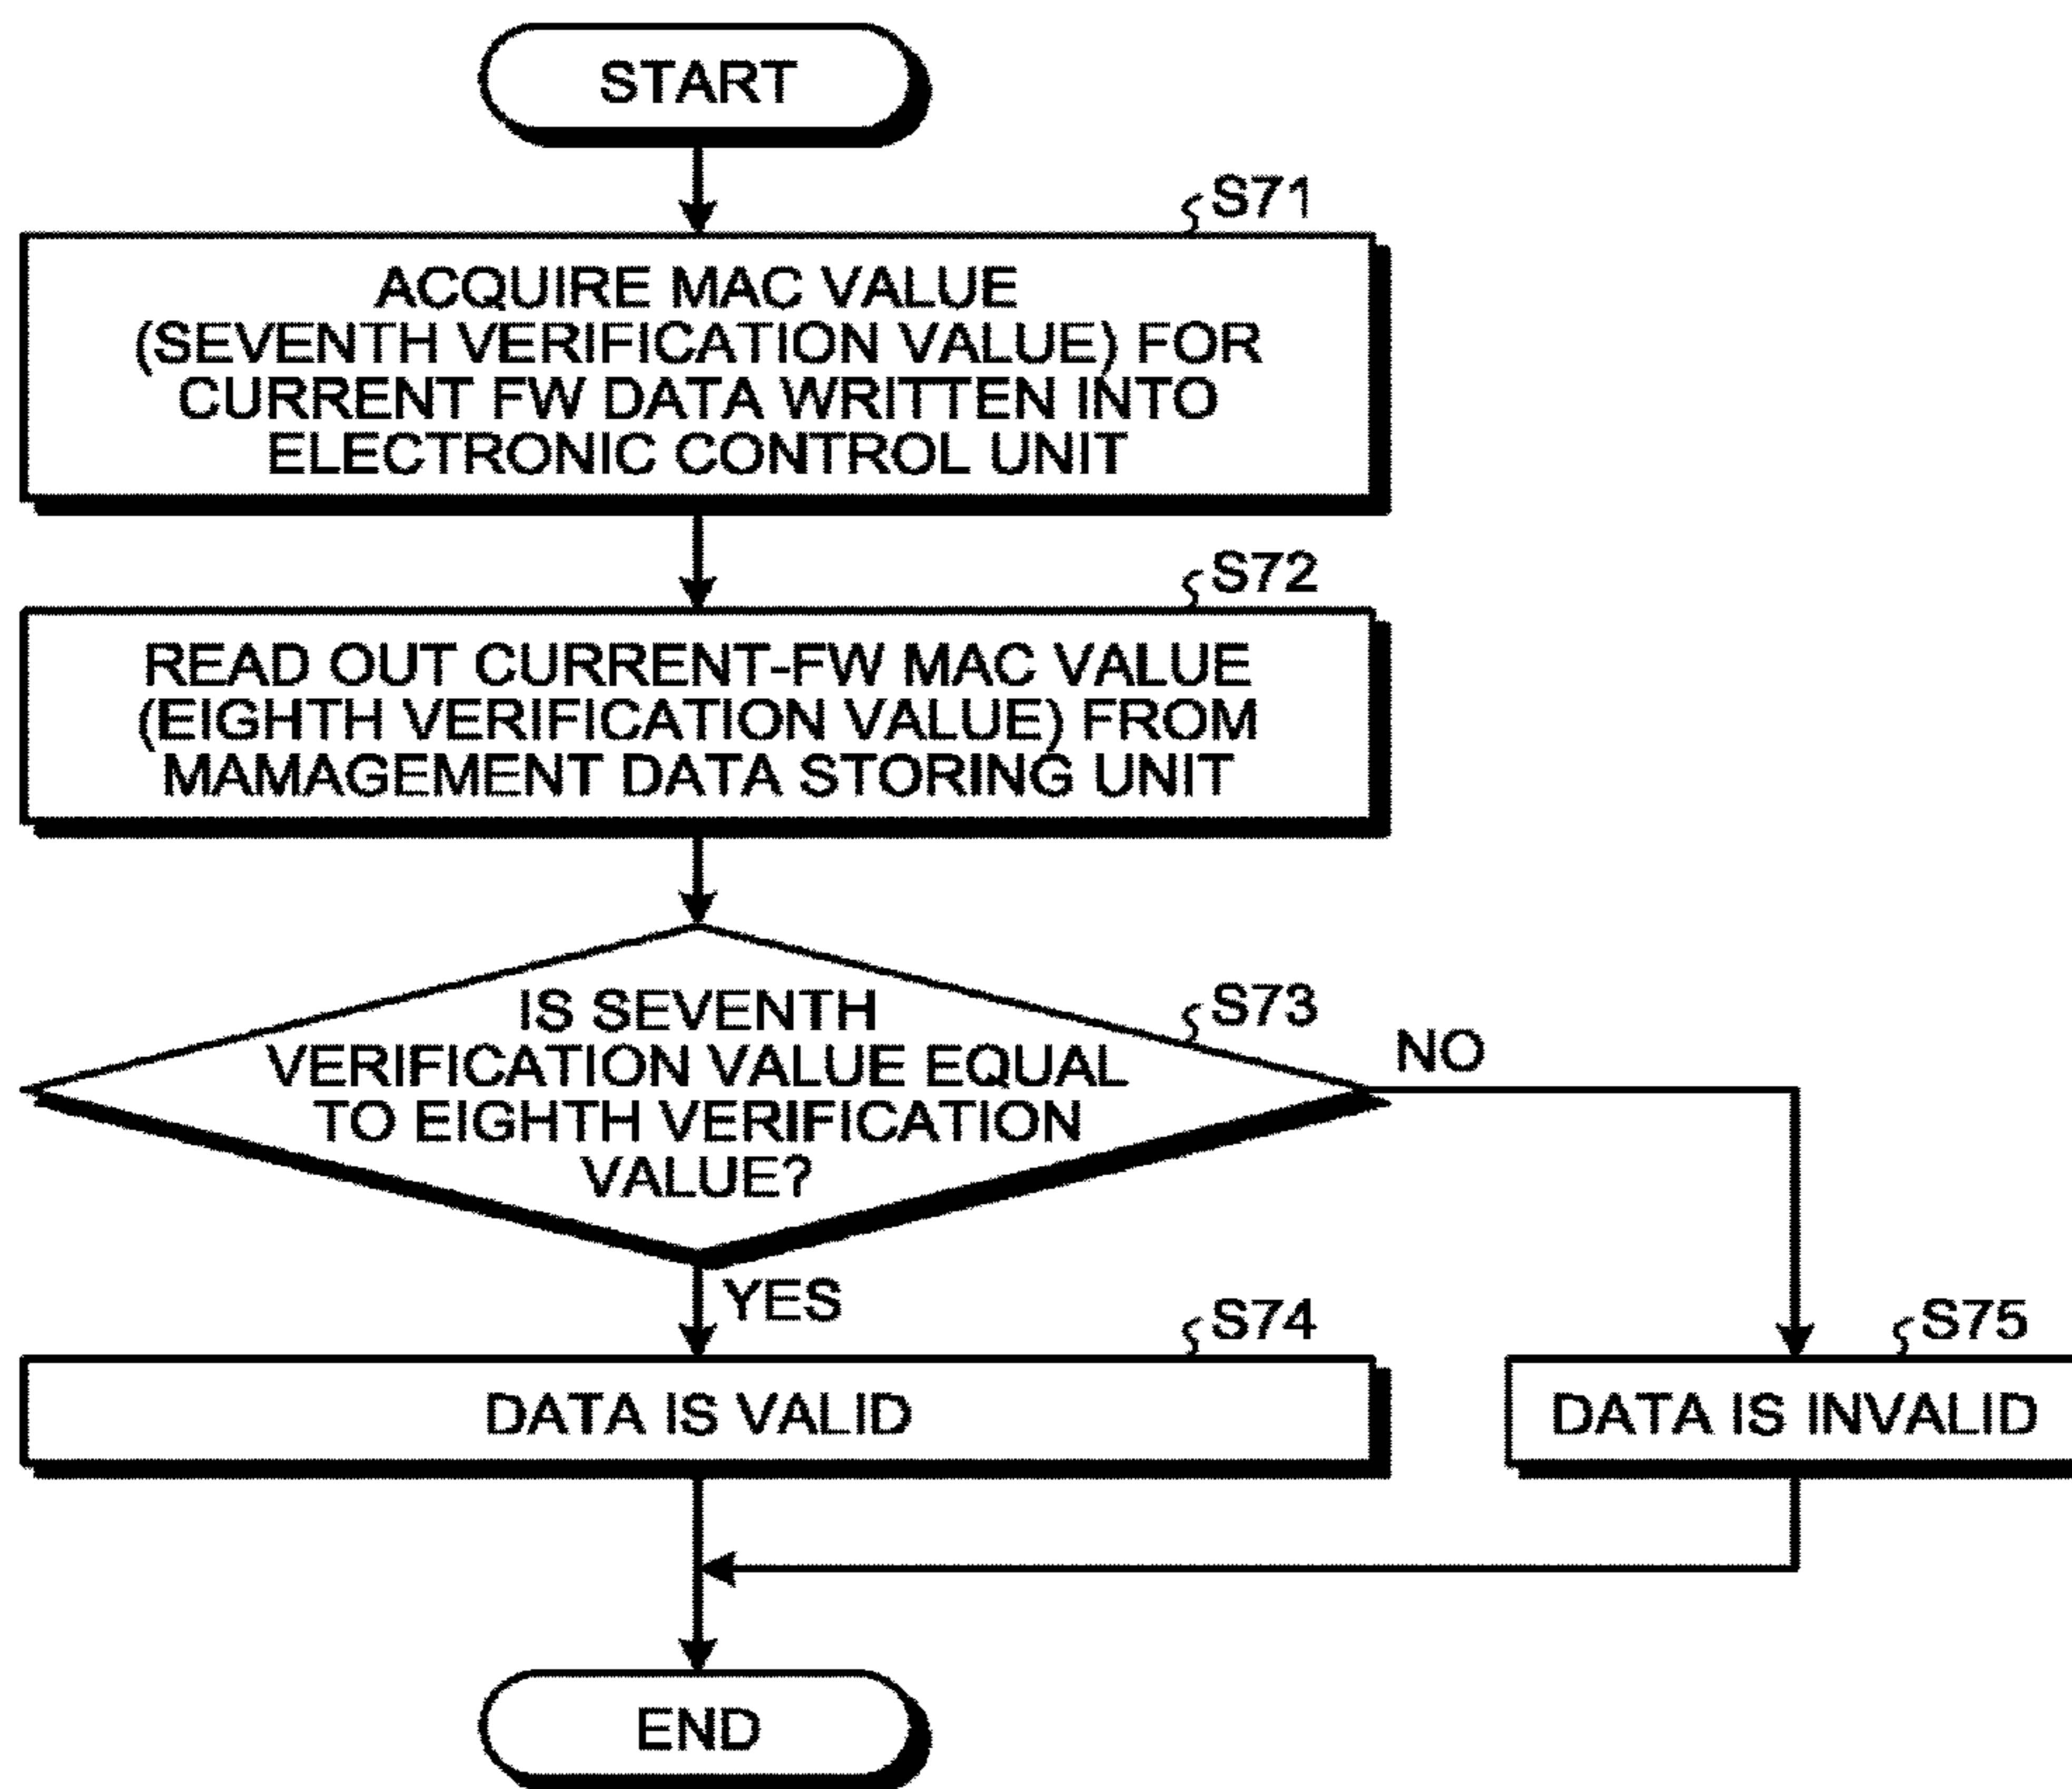 START
S71
ACQUIRE MAC VALUE
(SEVENTH VERIFICATION VALUE) FOR
CURRENT FW DATA WRITTEN INTO
ELECTRONIC CONTROL UNIT
S72
READ OUT CURRENT-FW MAC VALUE
(EIGHTH VERIFICATION VALUE) FROM
MAMAGEMENT DATA STORING UNIT
S73
IS SEVENTH
VERIFICATION VALUE EQUAL
TO EIGHTH VERIFICATION
VALUE?
NO
YES
S74
DATA IS VALID
S75
DATA IS INVALID
END